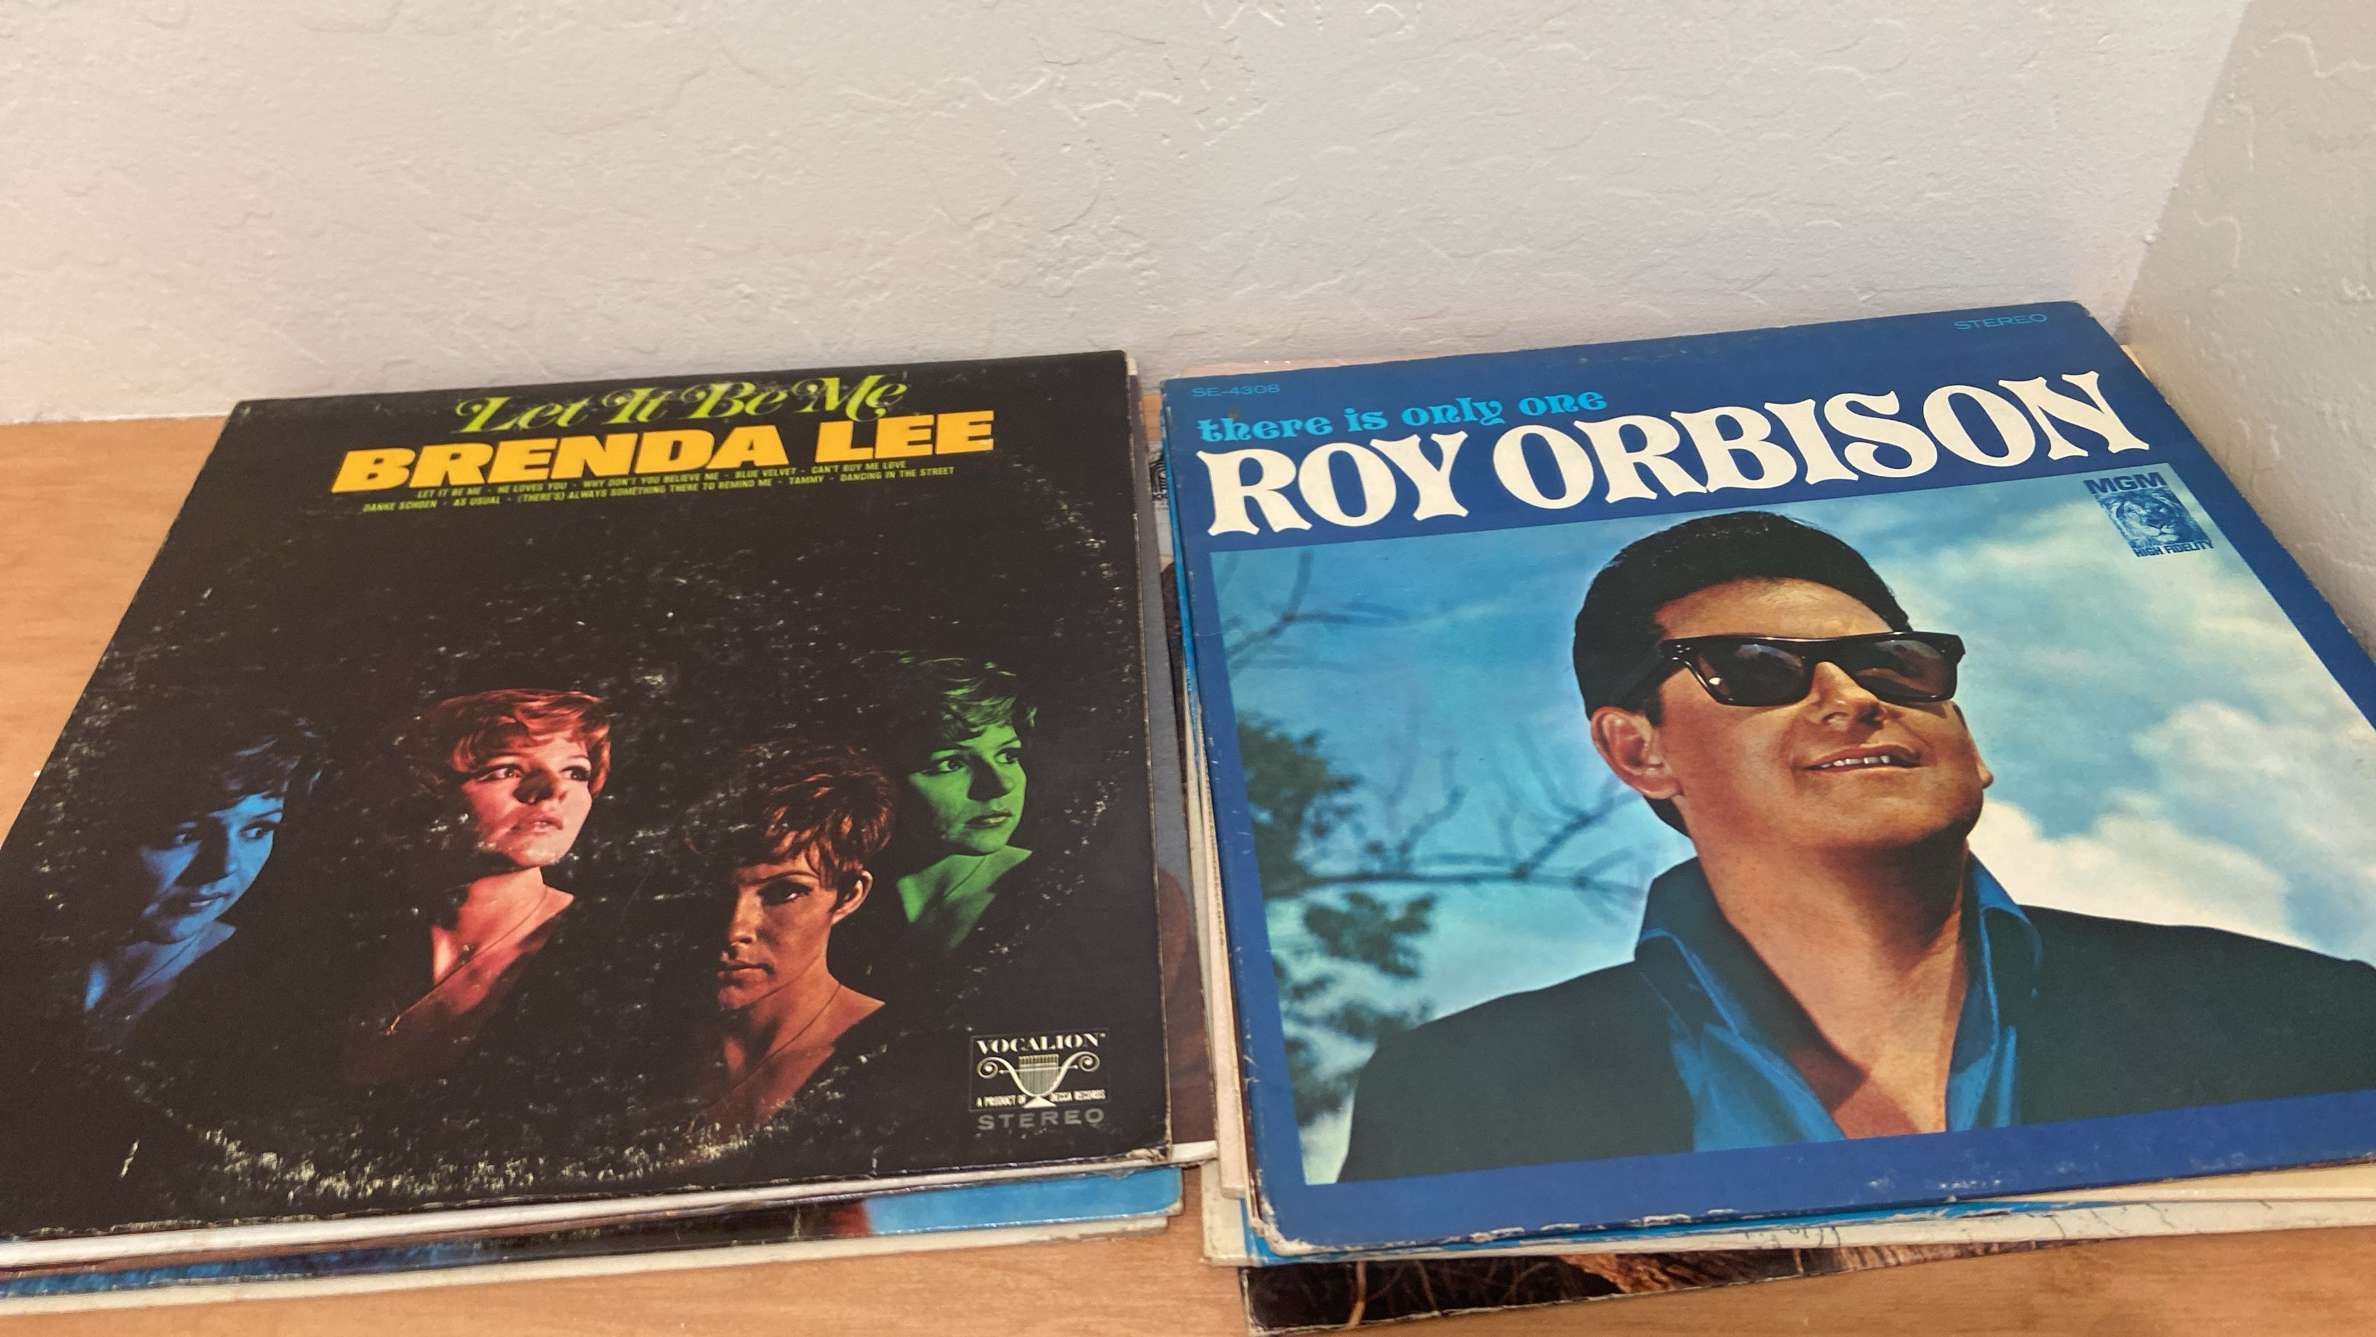 Let It Be Me
BRENDA LEE
LET IT BE ME · HE LOVES YOU · WHY DON'T YOU BELIEVE ME · BLUE VELVET · CAN'T BUY ME LOVE
DANKE SCHOEN · AS USUAL · (THERE'S) ALWAYS SOMETHING THERE TO REMIND ME · TAMMY · DANCING IN THE STREET
VOCALION
A PRODUCT OF DECCA RECORDS
STEREO
SE-4308
STEREO
there is only one
ROY ORBISON
MGM
HIGH FIDELITY